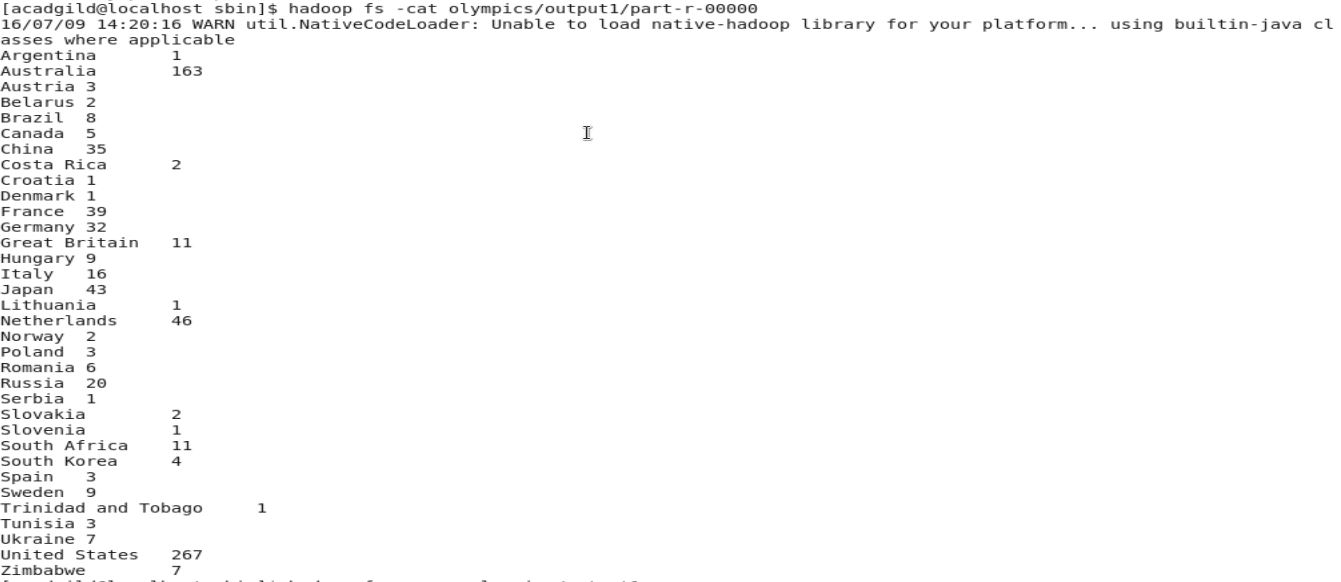 [acadgild@localhost sbin]$ hadoop fs -cat olympics/output1/part-r-00000
16/07/09 14:20:16 WARN util.NativeCodeLoader: Unable to load native-hadoop library for your platform... using builtin-java cl
asses where applicable
Argentina 1
Australia 163
Austria 3
Belarus 2
Brazil 8
Canada 5
China 35
Costa Rica 2
Croatia 1
Denmark 1
France 39
Germany 32
Great Britain 11
Hungary 9
Italy 16
Japan 43
Lithuania 1
Netherlands 46
Norway 2
Poland 3
Romania 6
Russia 20
Serbia 1
Slovakia 2
Slovenia 1
South Africa 11
South Korea 4
Spain 3
Sweden 9
Trinidad and Tobago 1
Tunisia 3
Ukraine 7
United States 267
Zimbabwe 7